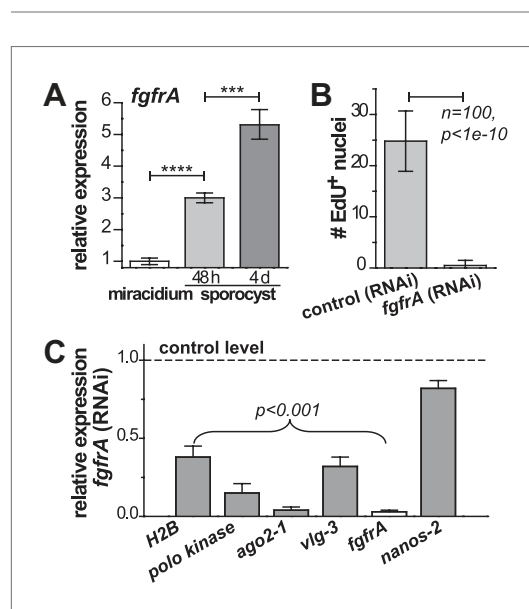 A
fgfrA
relative expression
6
5
4
3
2
1
***
****
48h
4d
miracidium
sporocyst
B
# EdU+ nuclei
30
20
10
0
n=100,
p<1e-10
control (RNAi)
fgfrA (RNAi)
C
control level
relative expression
fgfrA (RNAi)
1.0
0.5
0.0
p<0.001
H2B
polo kinase
ago2-1
vlg-3
fgfrA
nanos-2